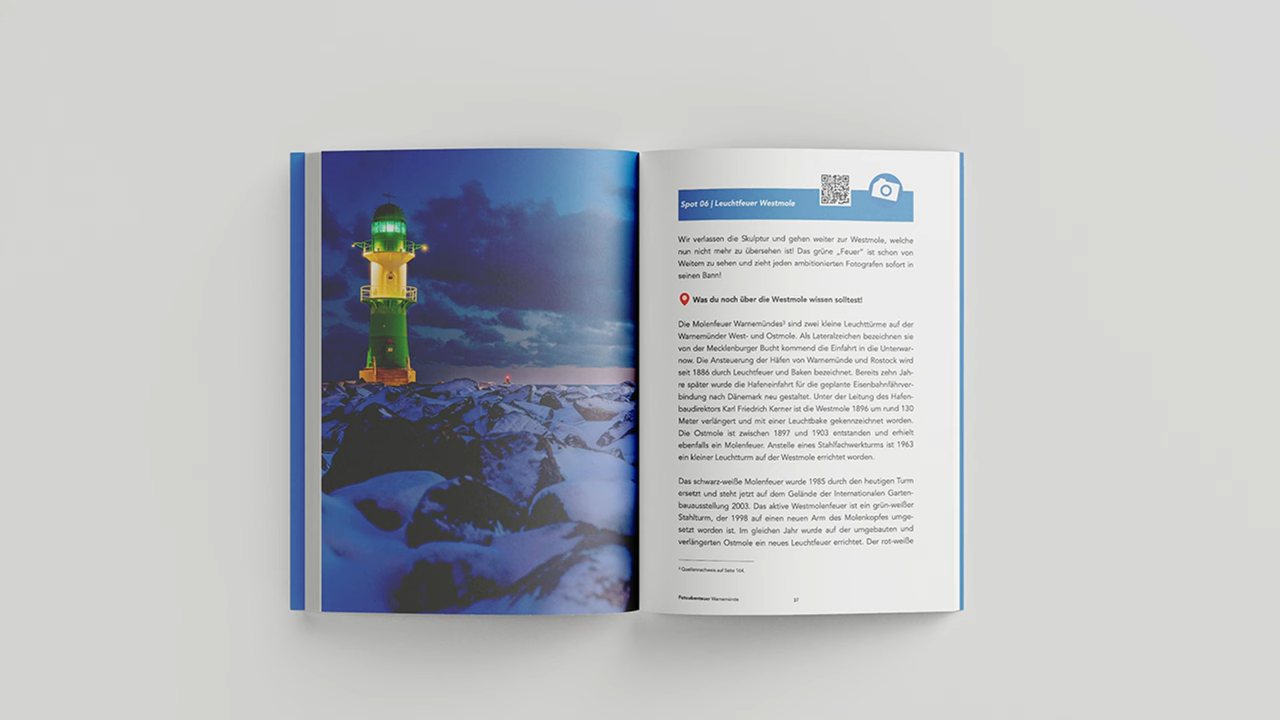 Spot 06 | Leuchtfeuer Westmole
Wir verlassen die Skulptur und gehen weiter zur Westmole, welche
nun nicht mehr zu übersehen ist! Das grüne „Feuer“ ist schon von
Weitem zu sehen und zieht jeden ambitionierten Fotografen sofort in
seinen Bann!
Was du noch über die Westmole wissen solltest!
Die Molenfeuer Warnemündes³ sind zwei kleine Leuchttürme auf der
Warnemünder West- und Ostmole. Als Lateralzeichen bezeichnen sie
von der Mecklenburger Bucht kommend die Einfahrt in die Unterwar-
now. Die Ansteuerung der Häfen von Warnemünde und Rostock wird
seit 1886 durch Leuchtfeuer und Baken bezeichnet. Bereits zehn Jah-
re später wurde die Hafeneinfahrt für die geplante Eisenbahnfährver-
bindung nach Dänemark neu gestaltet. Unter der Leitung des Hafen-
baudirektors Karl Friedrich Kerner ist die Westmole 1896 um rund 130
Meter verlängert und mit einer Leuchtbake gekennzeichnet worden.
Die Ostmole ist zwischen 1897 und 1903 entstanden und erhielt
ebenfalls ein Molenfeuer. Anstelle eines Stahlfachwerkturms ist 1963
ein kleiner Leuchtturm auf der Westmole errichtet worden.
Das schwarz-weiße Molenfeuer wurde 1985 durch den heutigen Turm
ersetzt und steht jetzt auf dem Gelände der Internationalen Garten-
bauausstellung 2003. Das aktive Westmolenfeuer ist ein grün-weißer
Stahlturm, der 1998 auf einen neuen Arm des Molenkopfes umge-
setzt worden ist. Im gleichen Jahr wurde auf der umgebauten und
verlängerten Ostmole ein neues Leuchtfeuer errichtet. Der rot-weiße
³ Quellennachweis auf Seite 164.
Fotoabenteuer Warnemünde 37